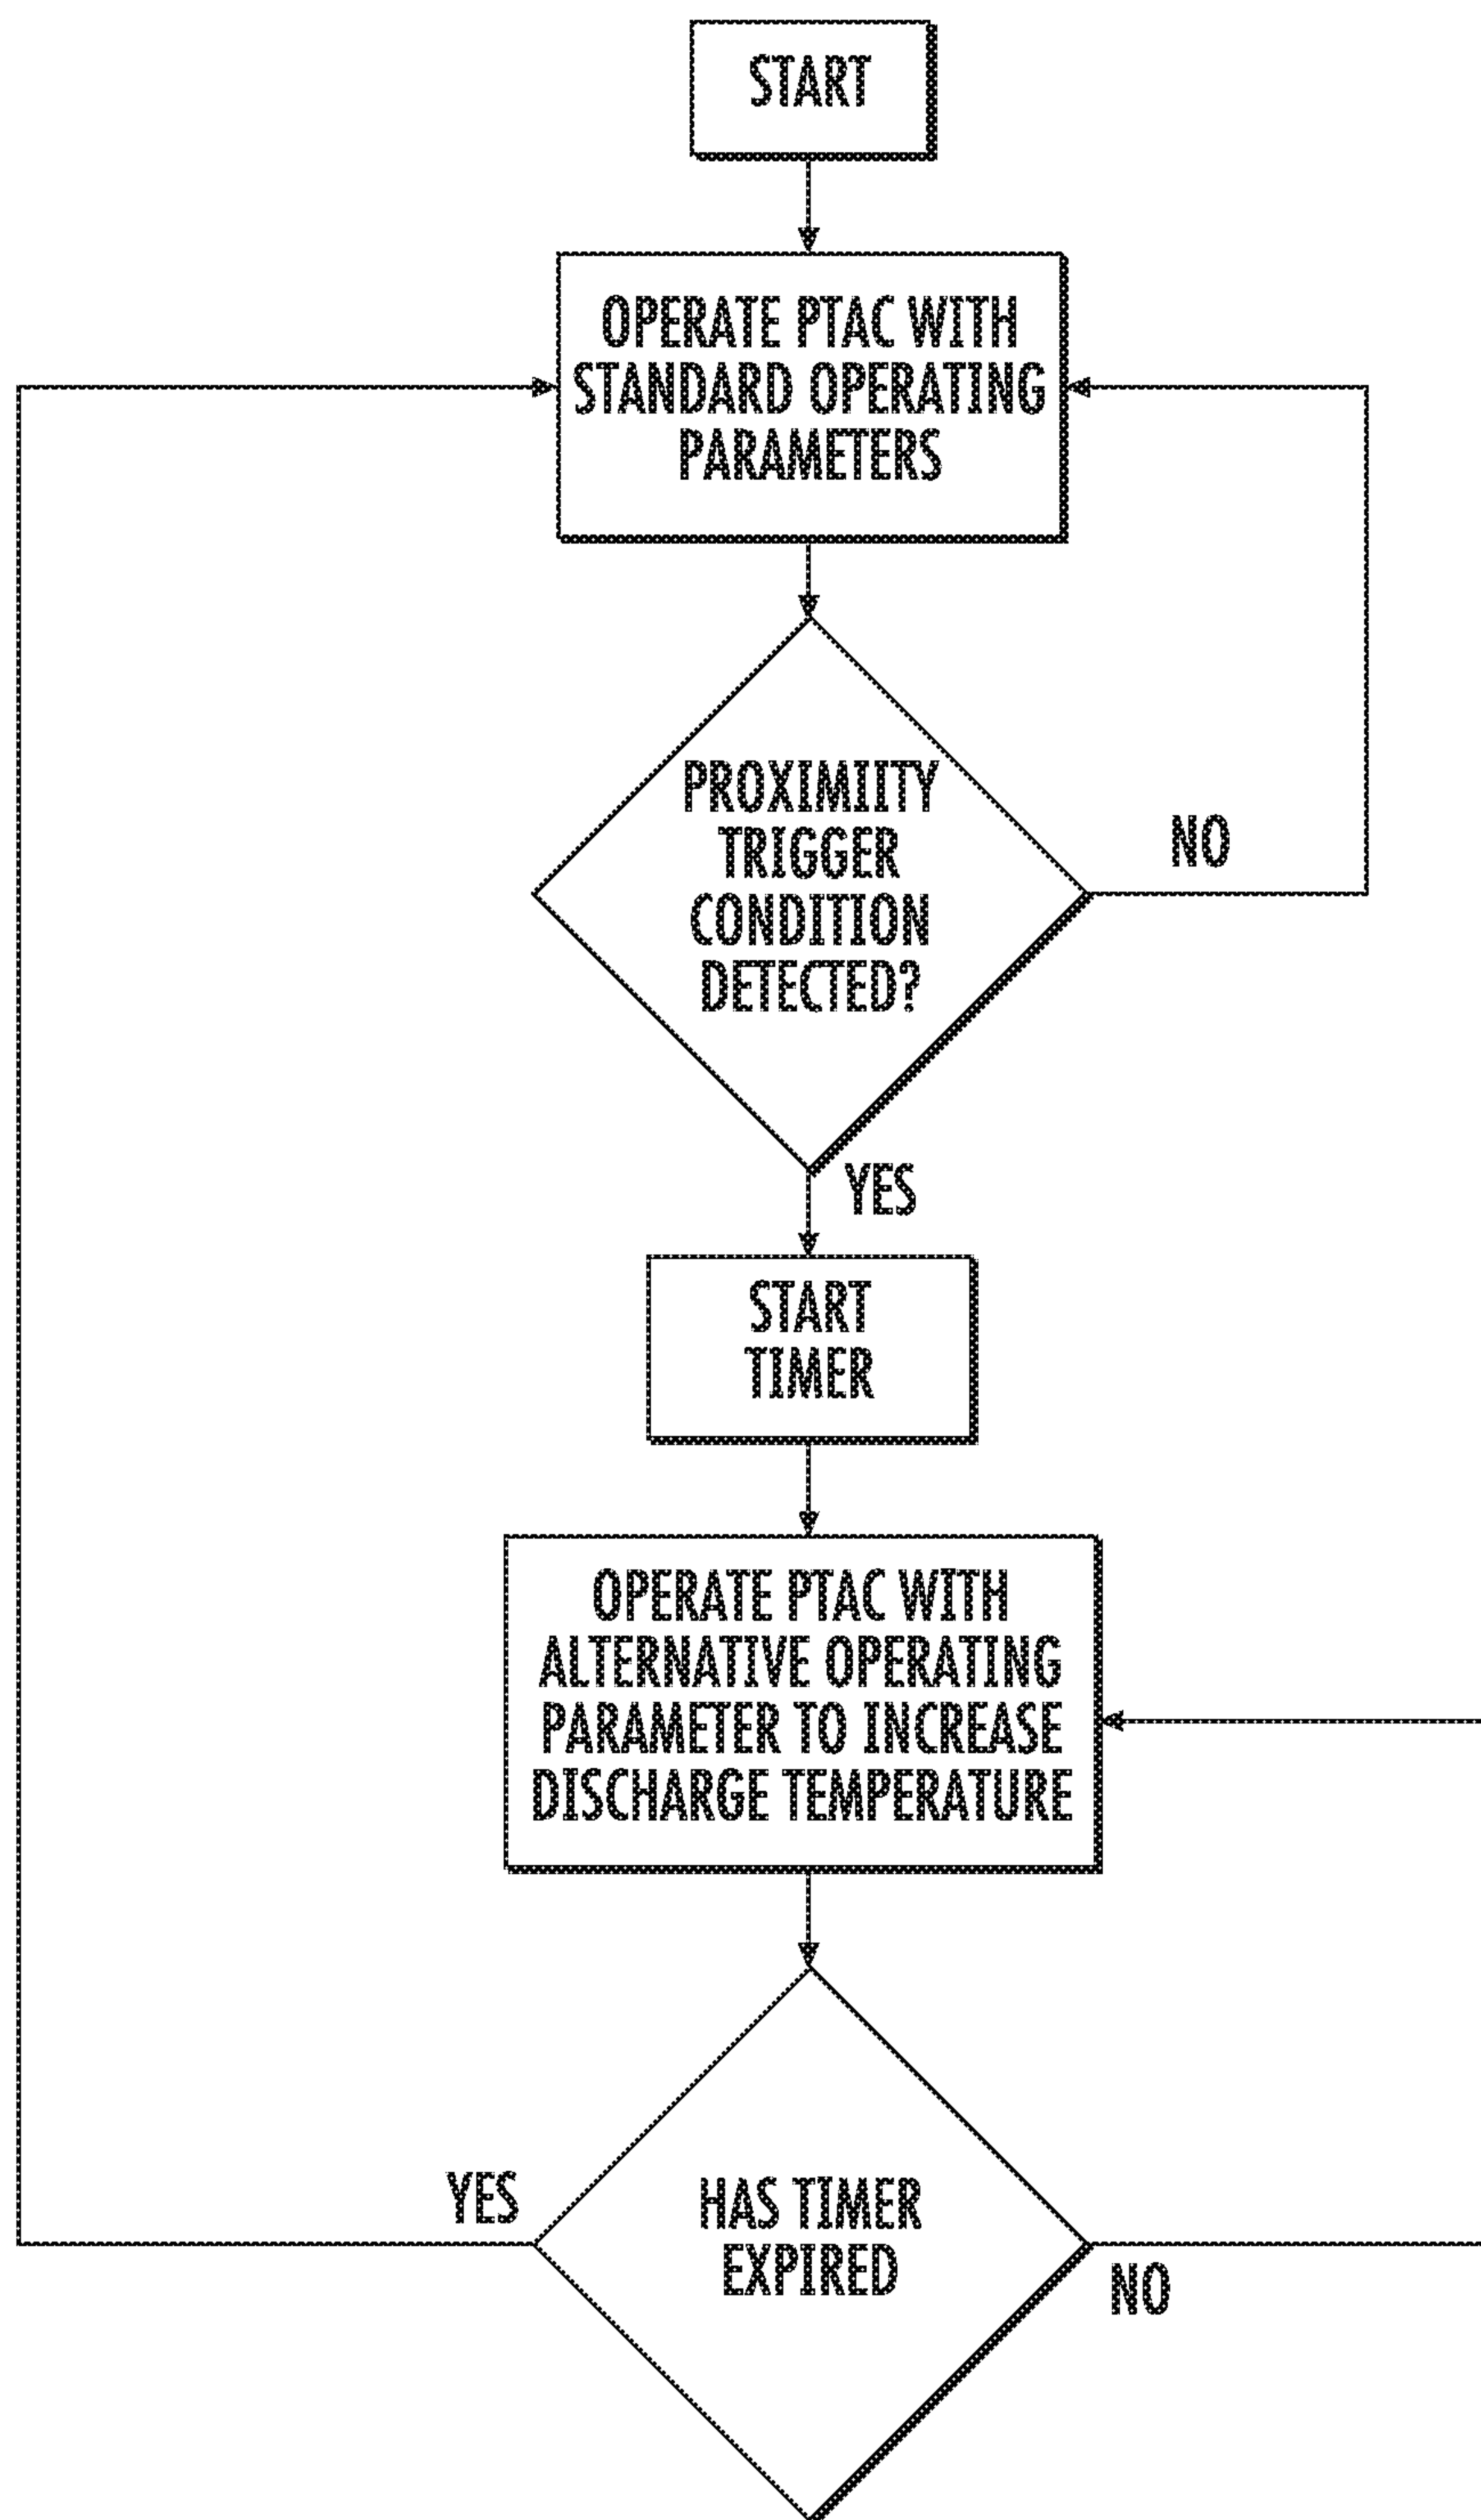 START
OPERATE PTAC WITH
STANDARD OPERATING
PARAMETERS
PROXIMIITY
TRIGGER
CONDITION
DETECTED?
NO
YES
START
TIMER
OPERATE PTAC WITH
ALTERNATIVE OPERATING
PARAMETER TO INCREASE
DISCHARGE TEMPERATURE
YES
HAS TIMER
EXPIRED
NO